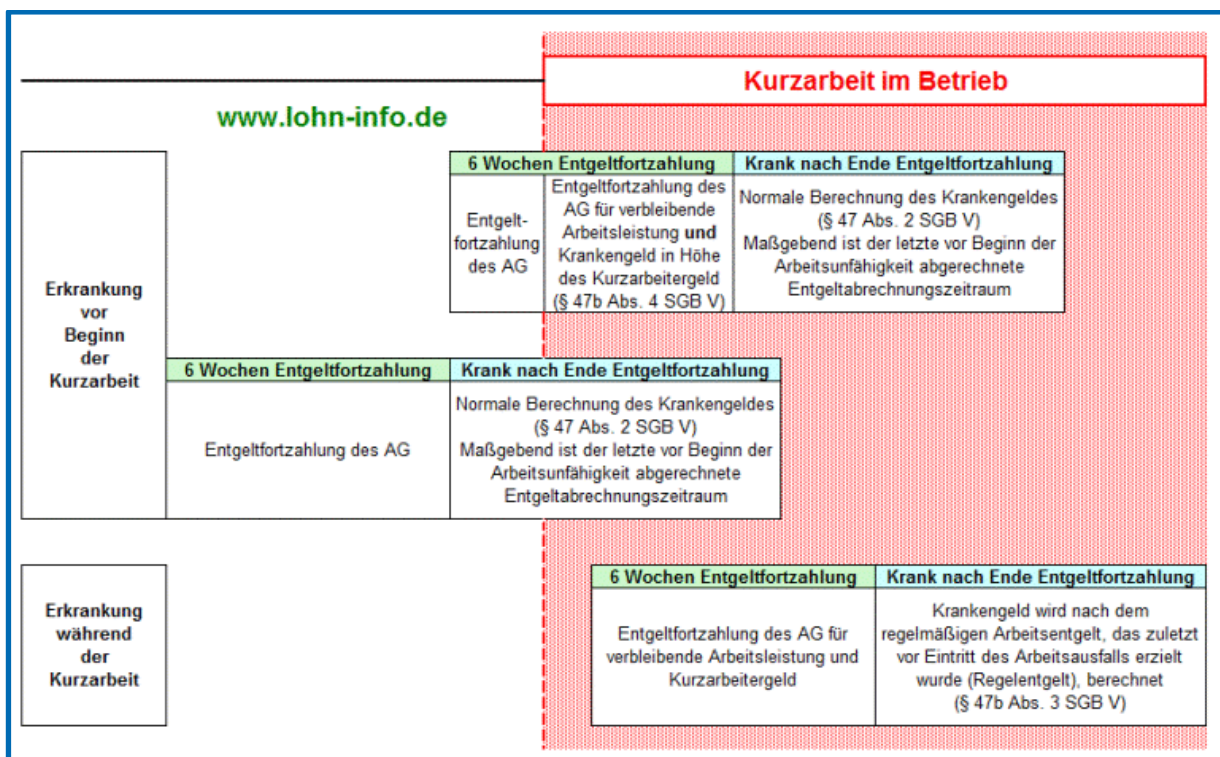 Kurzarbeit im Betrieb
www.lohn-info.de
Erkrankung
vor
Beginn
der
Kurzarbeit
6 Wochen Entgeltfortzahlung
Krank nach Ende Entgeltfortzahlung
Entgelt-
fortzahlung
des AG
Entgeltfortzahlung des
AG für verbleibende
Arbeitsleistung und
Krankengeld in Höhe
des Kurzarbeitergeld
(§ 47b Abs. 4 SGB V)
Normale Berechnung des Krankengeldes
(§ 47 Abs. 2 SGB V)
Maßgebend ist der letzte vor Beginn der
Arbeitsunfähigkeit abgerechnete
Entgeltabrechnungszeitraum
6 Wochen Entgeltfortzahlung
Krank nach Ende Entgeltfortzahlung
Entgeltfortzahlung des AG
Normale Berechnung des Krankengeldes
(§ 47 Abs. 2 SGB V)
Maßgebend ist der letzte vor Beginn der
Arbeitsunfähigkeit abgerechnete
Entgeltabrechnungszeitraum
Erkrankung
während
der
Kurzarbeit
6 Wochen Entgeltfortzahlung
Krank nach Ende Entgeltfortzahlung
Entgeltfortzahlung des AG für
verbleibende Arbeitsleistung und
Kurzarbeitergeld
Krankengeld wird nach dem
regelmäßigen Arbeitsentgelt, das zuletzt
vor Eintritt des Arbeitsausfalls erzielt
wurde (Regelentgelt), berechnet
(§ 47b Abs. 3 SGB V)